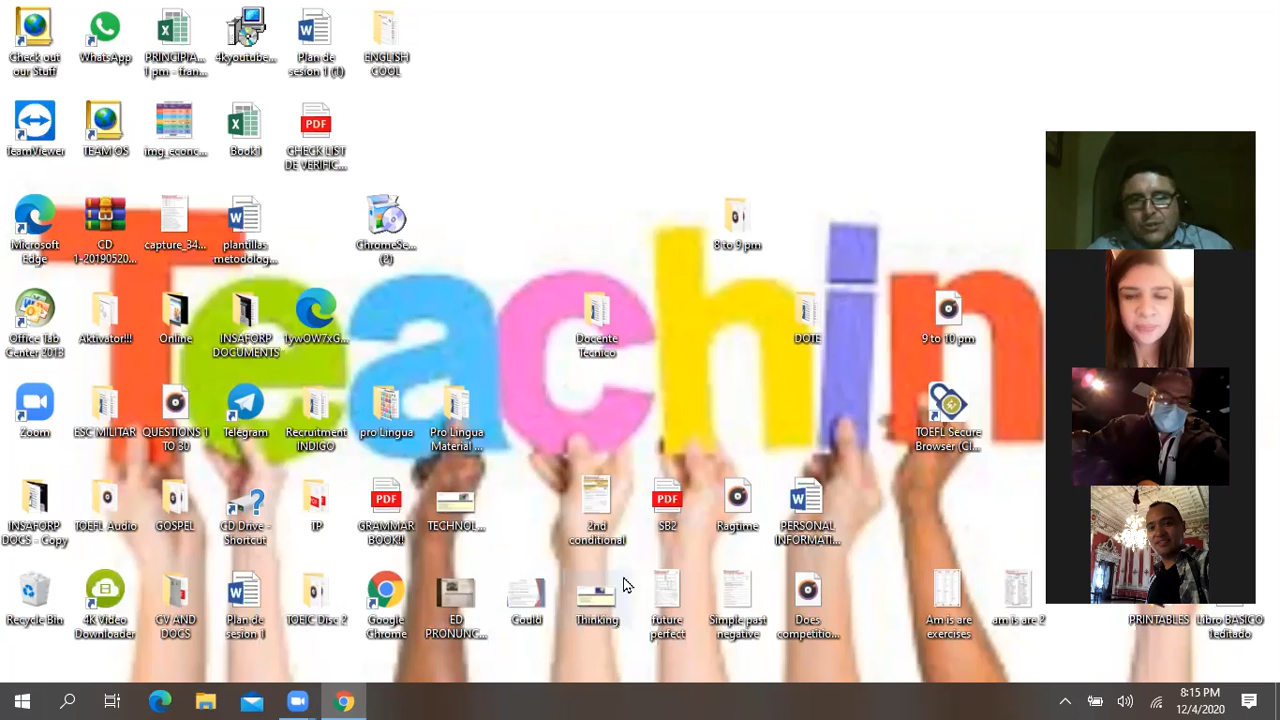 Check out
our Stuff
WhatsApp
PRINCIPIA...
1 pm - fran...
4kyoutube...
Plan de
sesion 1 (1)
ENGLISH
COOL
TeamViewer
TEAM OS
img_econc...
Book1
PDF
CHECK LIST
DE VERIFIC...
Microsoft
Edge
CD
1-20190520...
capture_34...
plantillas
metodolog...
ChromeSe...
(2)
8 to 9 pm
Teachin
Office Tab
Center 2013
Aktivator!!!
Online
INSAFORP
DOCUMENTS
1ywOW7xG...
Docente
Tecnico
DOTE
9 to 10 pm
Zoom
ESC MILITAR
QUESTIONS 1
TO 30
Telegram
Recruitment
INDIGO
pro Lingua
Pro Lingua
Material ...
TOEFL Secure
Browser (Cl...
INSAFORP
DOCS - Copy
TOEFL Audio
GOSPEL
CD Drive -
Shortcut
IP
PDF
GRAMMAR
BOOK!!
TECHNOL...
2nd
conditional
PDF
SB2
Ragtime
PERSONAL
INFORMATI...
Recycle Bin
4K Video
Downloader
CV AND
DOCS
Plan de
sesion 1
TOEIC Disc 2
Google
Chrome
ED
PRONUNC...
Could
Thinking
future
perfect
Simple past
negative
Does
competitio...
Am is are
exercises
am is are 2
PRINTABLES
Libro BASICO
1editado
8:15 PM
12/4/2020